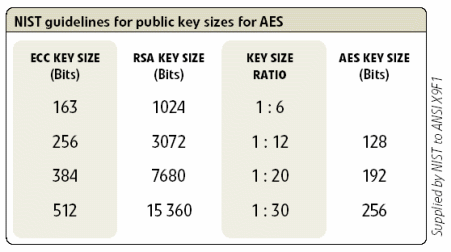 NIST guidelines for public key sizes for AES
ECC KEY SIZE (Bits) RSA KEY SIZE (Bits) KEY SIZE RATIO AES KEY SIZE (Bits)
163 1024 1 : 6
256 3072 1 : 12 128
384 7680 1 : 20 192
512 15 360 1 : 30 256
Supplied by NIST to ANSI X9F1